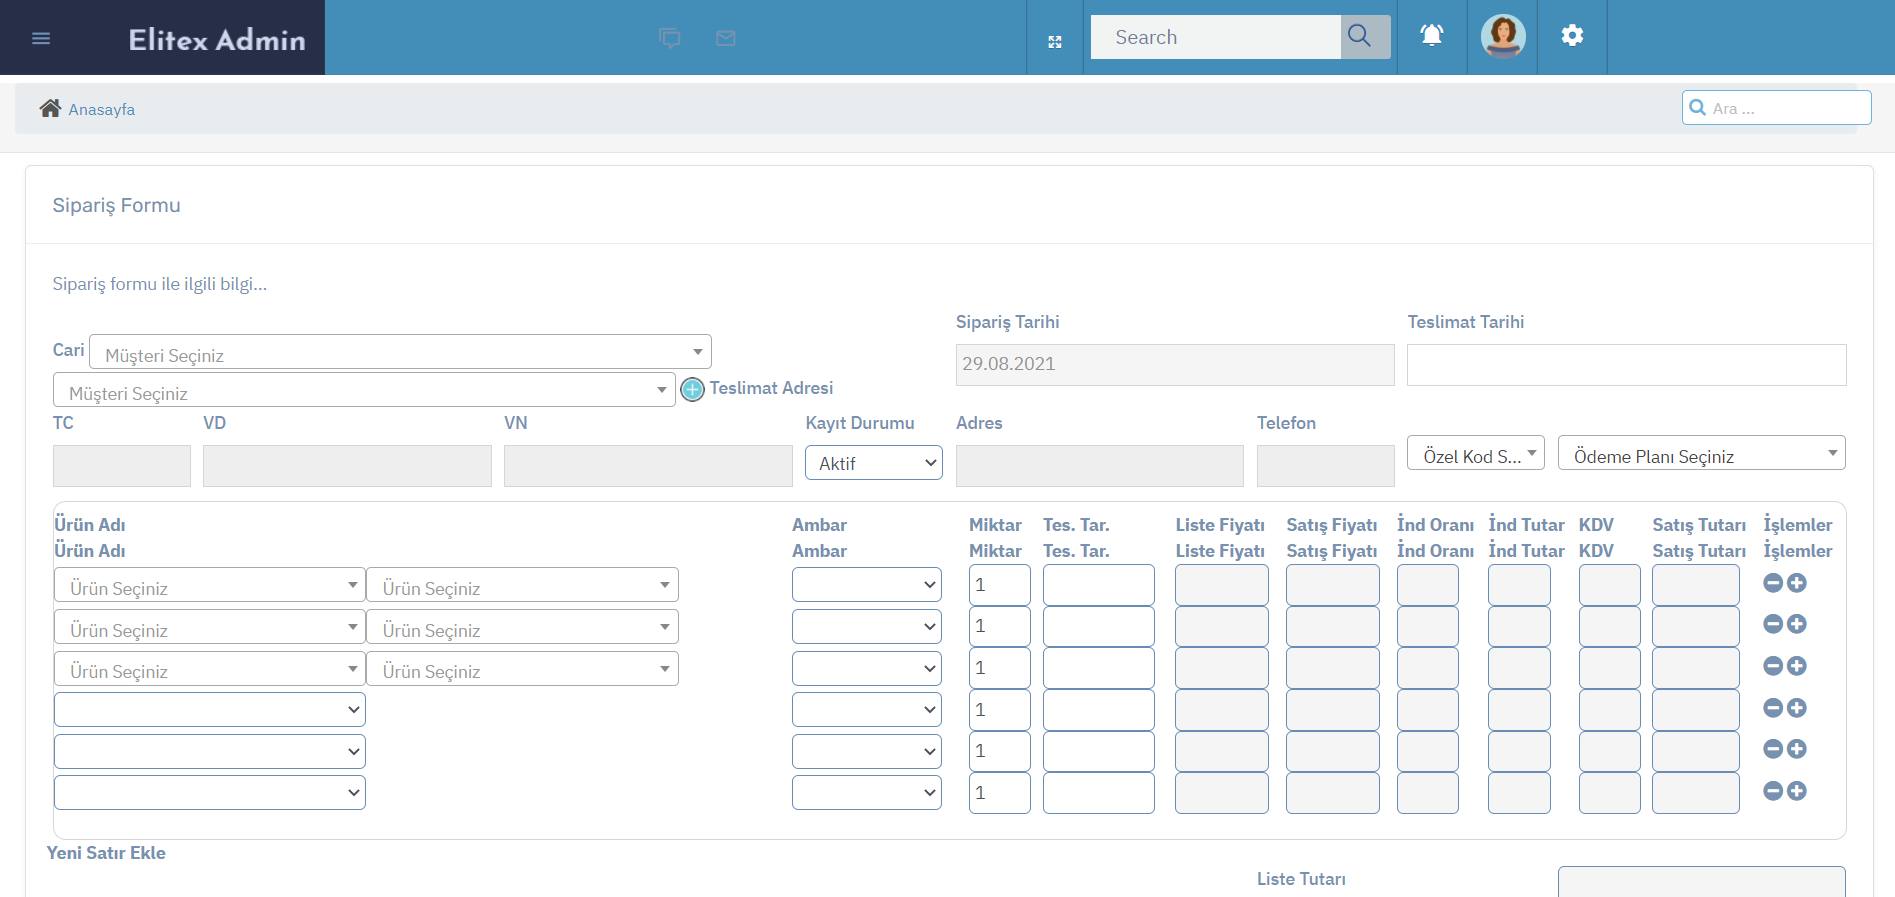 Elitex Admin
Search
Anasayfa
Ara ...
Sipariş Formu
Sipariş formu ile ilgili bilgi...
Sipariş Tarihi
Teslimat Tarihi
Cari
Müşteri Seçiniz
29.08.2021
Müşteri Seçiniz
Teslimat Adresi
TC
VD
VN
Kayıt Durumu
Adres
Telefon
Aktif
Özel Kod S...
Ödeme Planı Seçiniz
Ürün Adı Ambar Miktar Tes. Tar. Liste Fiyatı Satış Fiyatı İnd Oranı İnd Tutar KDV Satış Tutarı İşlemler
Ürün Adı Ambar Miktar Tes. Tar. Liste Fiyatı Satış Fiyatı İnd Oranı İnd Tutar KDV Satış Tutarı İşlemler
Ürün Seçiniz Ürün Seçiniz 1
Ürün Seçiniz Ürün Seçiniz 1
Ürün Seçiniz Ürün Seçiniz 1
1
1
1
Yeni Satır Ekle
Liste Tutarı